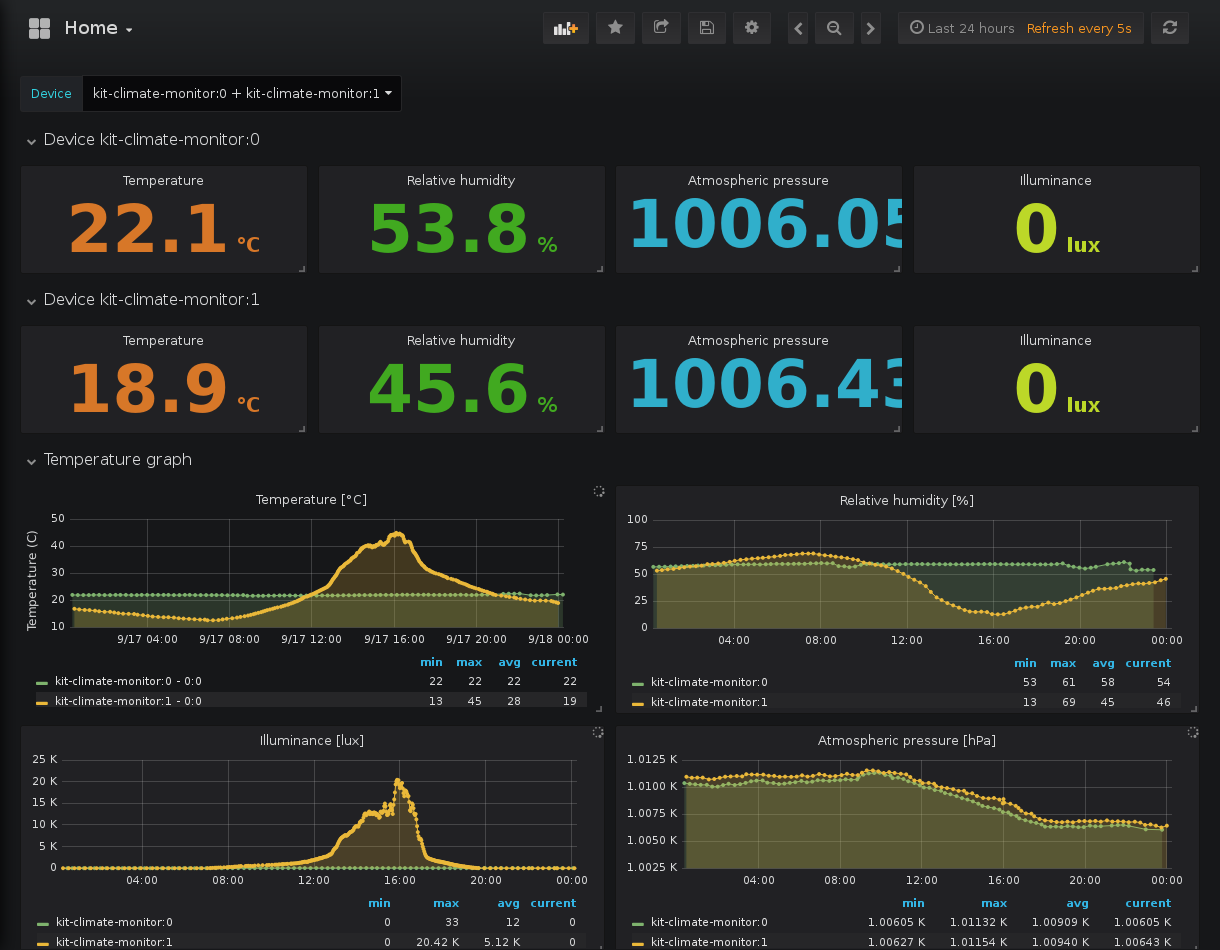 Home
Last 24 hours Refresh every 5s
Device kit-climate-monitor:0 + kit-climate-monitor:1
Device kit-climate-monitor:0
Temperature Relative humidity Atmospheric pressure Illuminance
22.1 °C 53.8 % 1006.05 0 lux
Device kit-climate-monitor:1
Temperature Relative humidity Atmospheric pressure Illuminance
18.9 °C 45.6 % 1006.43 0 lux
Temperature graph
Temperature [°C]
Temperature (C)
50
40
30
20
10
9/17 04:00 9/17 08:00 9/17 12:00 9/17 16:00 9/17 20:00 9/18 00:00
min max avg current
kit-climate-monitor:0 - 0:0 22 22 22 22
kit-climate-monitor:1 - 0:0 13 45 28 19
Relative humidity [%]
100
75
50
25
0
04:00 08:00 12:00 16:00 20:00 00:00
min max avg current
kit-climate-monitor:0 53 61 58 54
kit-climate-monitor:1 13 69 45 46
Illuminance [lux]
25 K
20 K
15 K
10 K
5 K
0
04:00 08:00 12:00 16:00 20:00 00:00
min max avg current
kit-climate-monitor:0 0 33 12 0
kit-climate-monitor:1 0 20.42 K 5.12 K 0
Atmospheric pressure [hPa]
1.0125 K
1.0100 K
1.0075 K
1.0050 K
1.0025 K
04:00 08:00 12:00 16:00 20:00 00:00
min max avg current
kit-climate-monitor:0 1.00605 K 1.01132 K 1.00909 K 1.00605 K
kit-climate-monitor:1 1.00627 K 1.01154 K 1.00940 K 1.00643 K